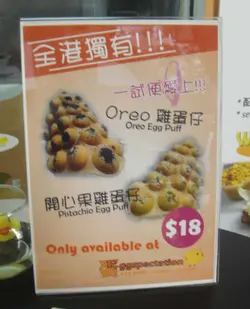 全港獨有!!!
一試便愛上!!!
Oreo 雞蛋仔
Oreo Egg Puff
開心果雞蛋仔
Pistachio Egg Puff
$18
Only available at
Eggspectation